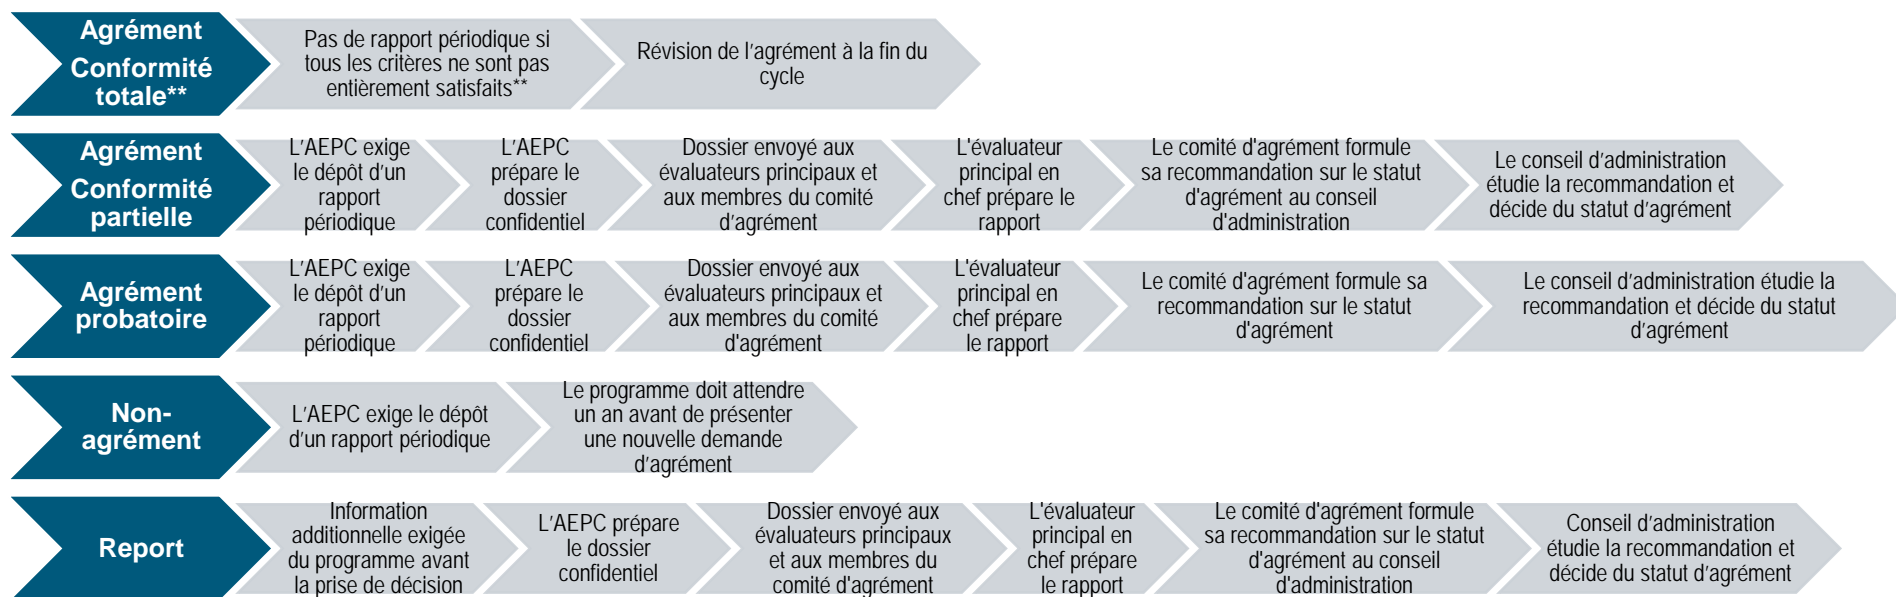 Agrément
Conformité
totale**
Pas de rapport périodique si
tous les critères ne sont pas
entièrement satisfaits**
Révision de l'agrément à la fin du
cycle
Agrément
Conformité
partielle
L'AEPC exige
le dépôt d'un
rapport
périodique
L'AEPC
prépare le
dossier
confidentiel
Dossier envoyé aux
évaluateurs principaux et
aux membres du comité
d'agrément
L'évaluateur
principal en
chef prépare le
rapport
Le comité d'agrément formule
sa recommandation sur le statut
d'agrément au conseil
d'administration
Le conseil d'administration
étudie la recommandation et
décide du statut d'agrément
Agrément
probatoire
L'AEPC exige
le dépôt d'un
rapport
périodique
L'AEPC
prépare le
dossier
confidentiel
Dossier envoyé aux
évaluateurs principaux et
aux membres du comité
d'agrément
L'évaluateur
principal en
chef prépare
le rapport
Le comité d'agrément formule sa
recommandation sur le statut
d'agrément
Le conseil d'administration étudie la
recommandation et décide du statut
d'agrément
Non-
agrément
L'AEPC exige le dépôt
d'un rapport périodique
Le programme doit attendre
un an avant de présenter
une nouvelle demande
d'agrément
Report
Information
additionnelle exigée
du programme avant
la prise de décision
L'AEPC prépare
le dossier
confidentiel
Dossier envoyé aux
évaluateurs principaux
et aux membres du
comité d'agrément
L'évaluateur
principal en
chef prépare
le rapport
Le comité d'agrément formule
sa recommandation sur le statut
d'agrément au conseil
d'administration
Conseil d'administration
étudie la recommandation et
décide du statut d'agrément